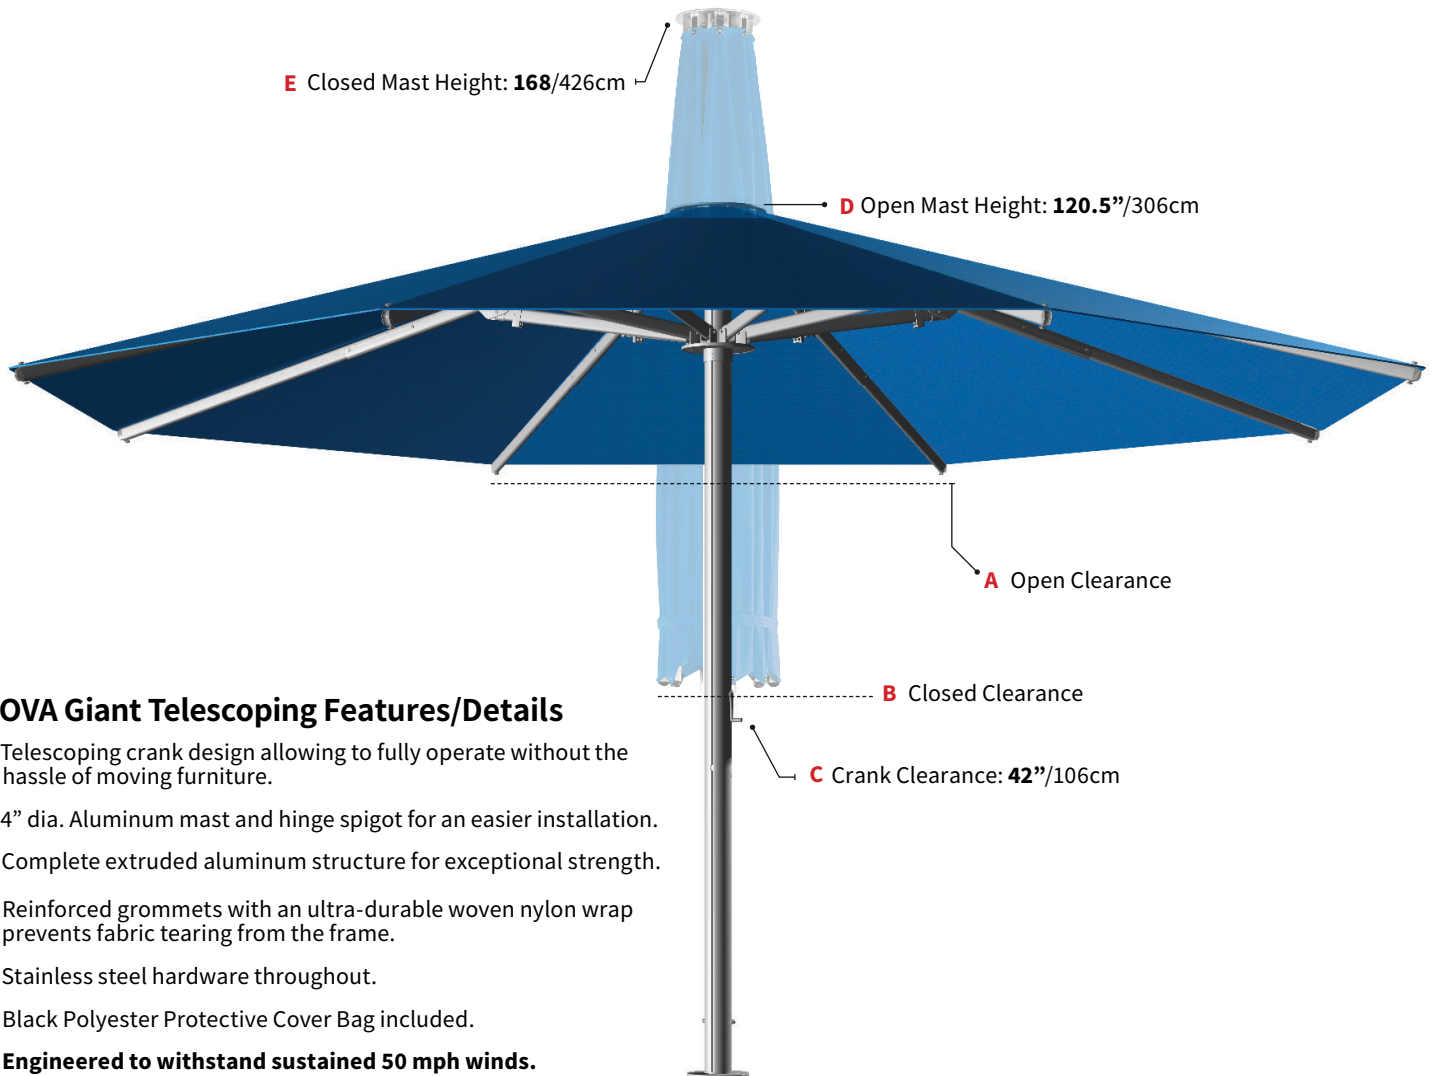 E Closed Mast Height: 168/426cm
D Open Mast Height: 120.5”/306cm
A Open Clearance
B Closed Clearance
C Crank Clearance: 42”/106cm
OVA Giant Telescoping Features/Details
Telescoping crank design allowing to fully operate without the
hassle of moving furniture.
4” dia. Aluminum mast and hinge spigot for an easier installation.
Complete extruded aluminum structure for exceptional strength.
Reinforced grommets with an ultra-durable woven nylon wrap
prevents fabric tearing from the frame.
Stainless steel hardware throughout.
Black Polyester Protective Cover Bag included.
Engineered to withstand sustained 50 mph winds.